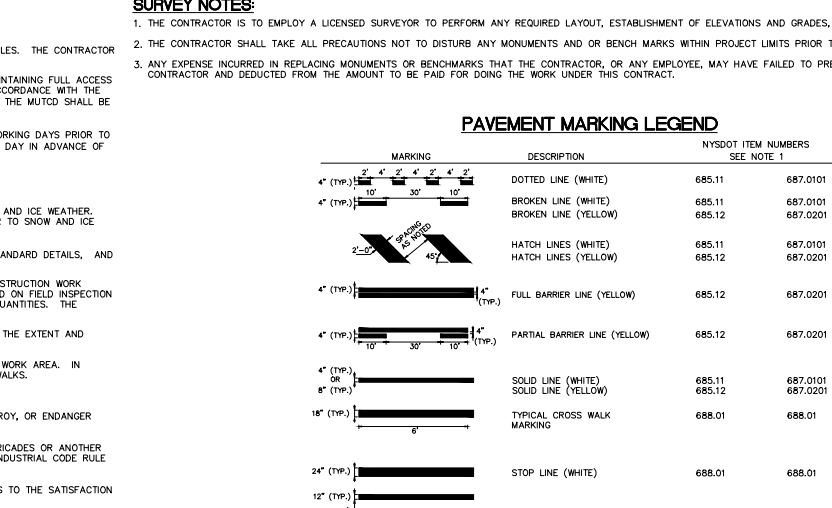 SURVEY NOTES:
1. THE CONTRACTOR IS TO EMPLOY A LICENSED SURVEYOR TO PERFORM ANY REQUIRED LAYOUT, ESTABLISHMENT OF ELEVATIONS AND GRADES,
2. THE CONTRACTOR SHALL TAKE ALL PRECAUTIONS NOT TO DISTURB ANY MONUMENTS AND OR BENCH MARKS WITHIN PROJECT LIMITS PRIOR T
3. ANY EXPENSE INCURRED IN REPLACING MONUMENTS OR BENCHMARKS THAT THE CONTRACTOR, OR ANY EMPLOYEE, MAY HAVE FAILED TO PRE
CONTRACTOR AND DEDUCTED FROM THE AMOUNT TO BE PAID FOR DOING THE WORK UNDER THIS CONTRACT.
LES. THE CONTRACTOR
NTAINING FULL ACCESS
CCORDANCE WITH THE
THE MUTCD SHALL BE
ORKING DAYS PRIOR TO
DAY IN ADVANCE OF
AND ICE WEATHER.
R TO SNOW AND ICE
ANDARD DETAILS, AND
STRUCTION WORK
D ON FIELD INSPECTION
UANTITIES. THE
THE EXTENT AND
WORK AREA. IN
WALKS.
ROY, OR ENDANGER
RICADES OR ANOTHER
NDUSTRIAL CODE RULE
S TO THE SATISFACTION
PAVEMENT MARKING LEGEND
NYSDOT ITEM NUMBERS
MARKING DESCRIPTION SEE NOTE 1
2' 4' 2' 4' 2' 4' 2'
4" (TYP.) DOTTED LINE (WHITE) 685.11 687.0101
10' 30' 10'
4" (TYP.) BROKEN LINE (WHITE) 685.11 687.0101
BROKEN LINE (YELLOW) 685.12 687.0201
SPACING
AS NOTED
2'-0" 45°
HATCH LINES (WHITE) 685.11 687.0101
HATCH LINES (YELLOW) 685.12 687.0201
4" (TYP.) 4"
(TYP.)
FULL BARRIER LINE (YELLOW) 685.12 687.0201
4" (TYP.) 4"
(TYP.)
PARTIAL BARRIER LINE (YELLOW) 685.12 687.0201
10' 30' 10'
4" (TYP.)
OR
8" (TYP.)
SOLID LINE (WHITE) 685.11 687.0101
SOLID LINE (YELLOW) 685.12 687.0201
18" (TYP.) TYPICAL CROSS WALK 688.01 688.01
MARKING
6'
24" (TYP.) STOP LINE (WHITE) 688.01 688.01
12" (TYP.)